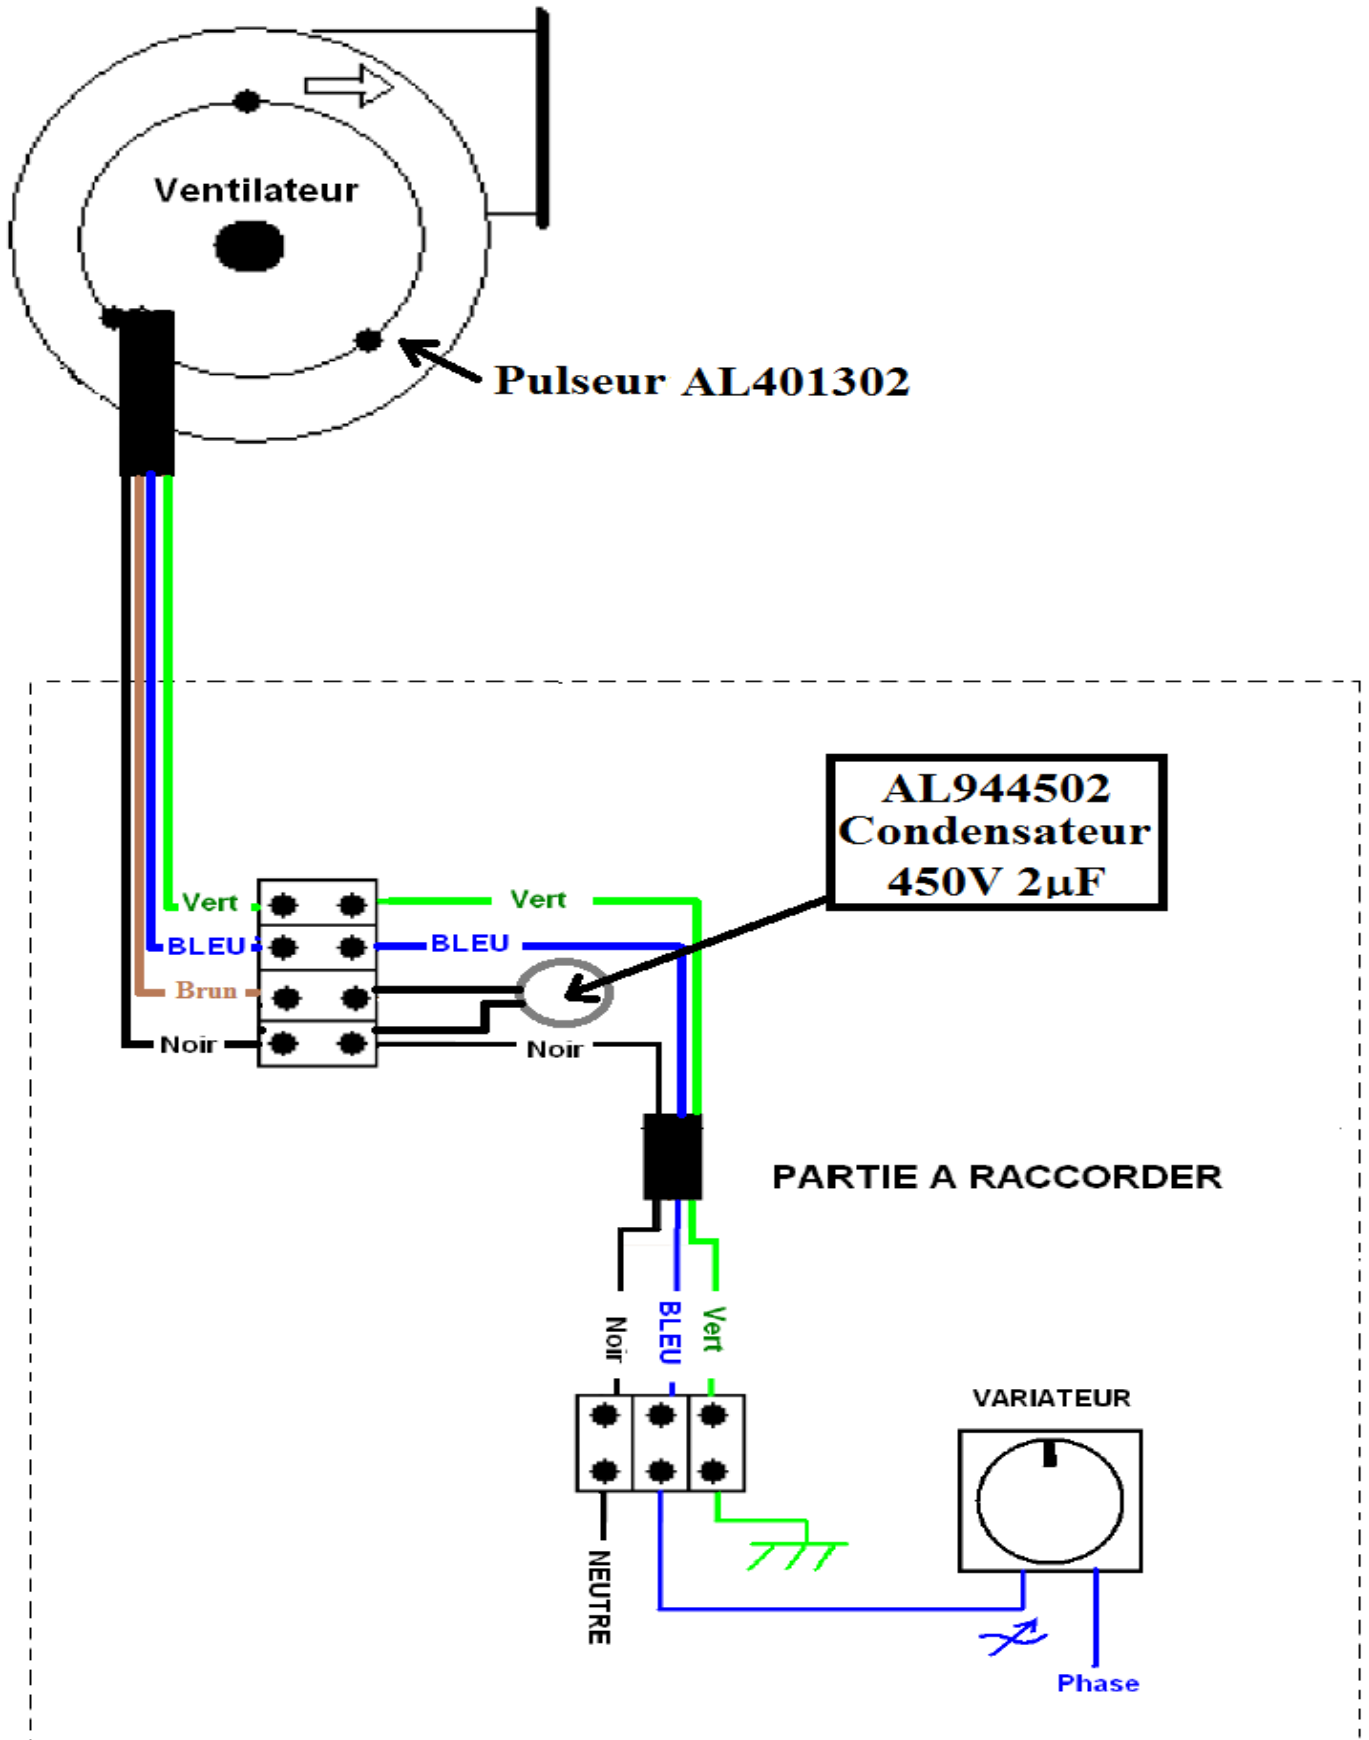 Ventilateur
Pulseur AL401302
AL944502
Condensateur
450V 2µF
Vert
Vert
BLEU
BLEU
Brun
Noir
Noir
PARTIE A RACCORDER
Noir
BLEU
Vert
VARIATEUR
NEUTRE
Phase